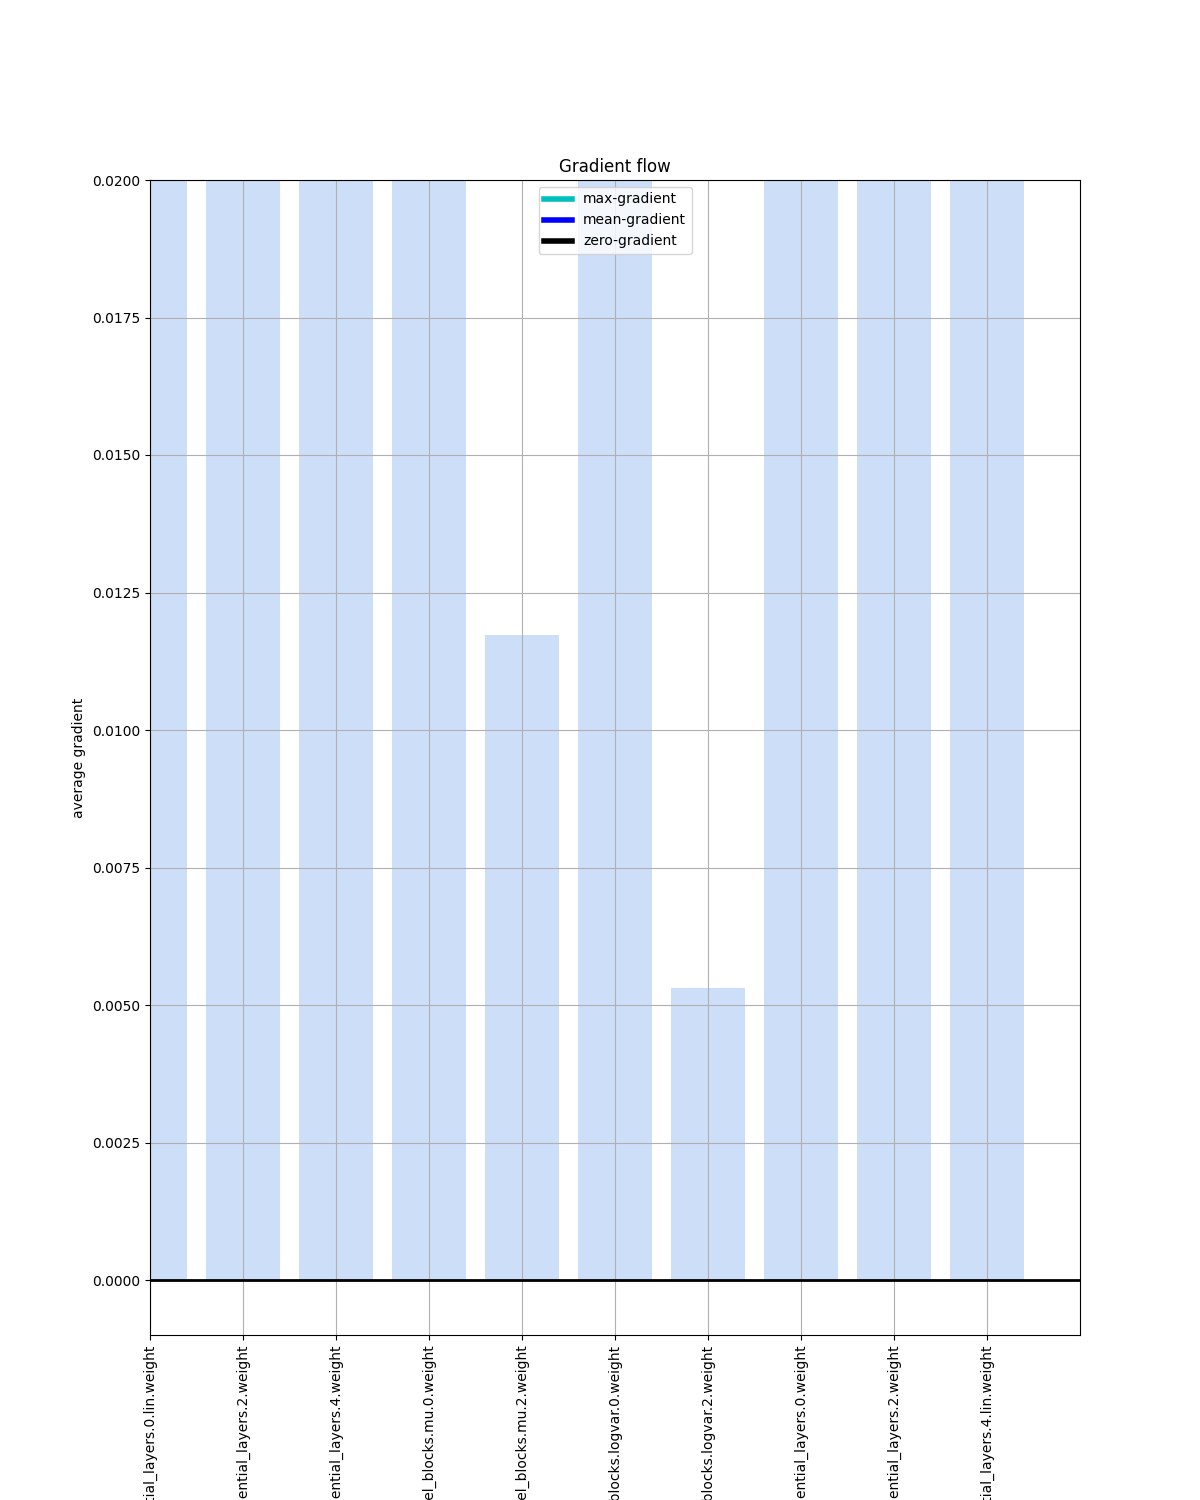 Gradient flow
max-gradient
mean-gradient
zero-gradient
0.0200
0.0175
0.0150
0.0125
0.0100
0.0075
0.0050
0.0025
0.0000
average gradient
tial_layers.0.lin.weight
ential_layers.2.weight
ential_layers.4.weight
el_blocks.mu.0.weight
el_blocks.mu.2.weight
blocks.logvar.0.weight
blocks.logvar.2.weight
ential_layers.0.weight
ential_layers.2.weight
tial_layers.4.lin.weight